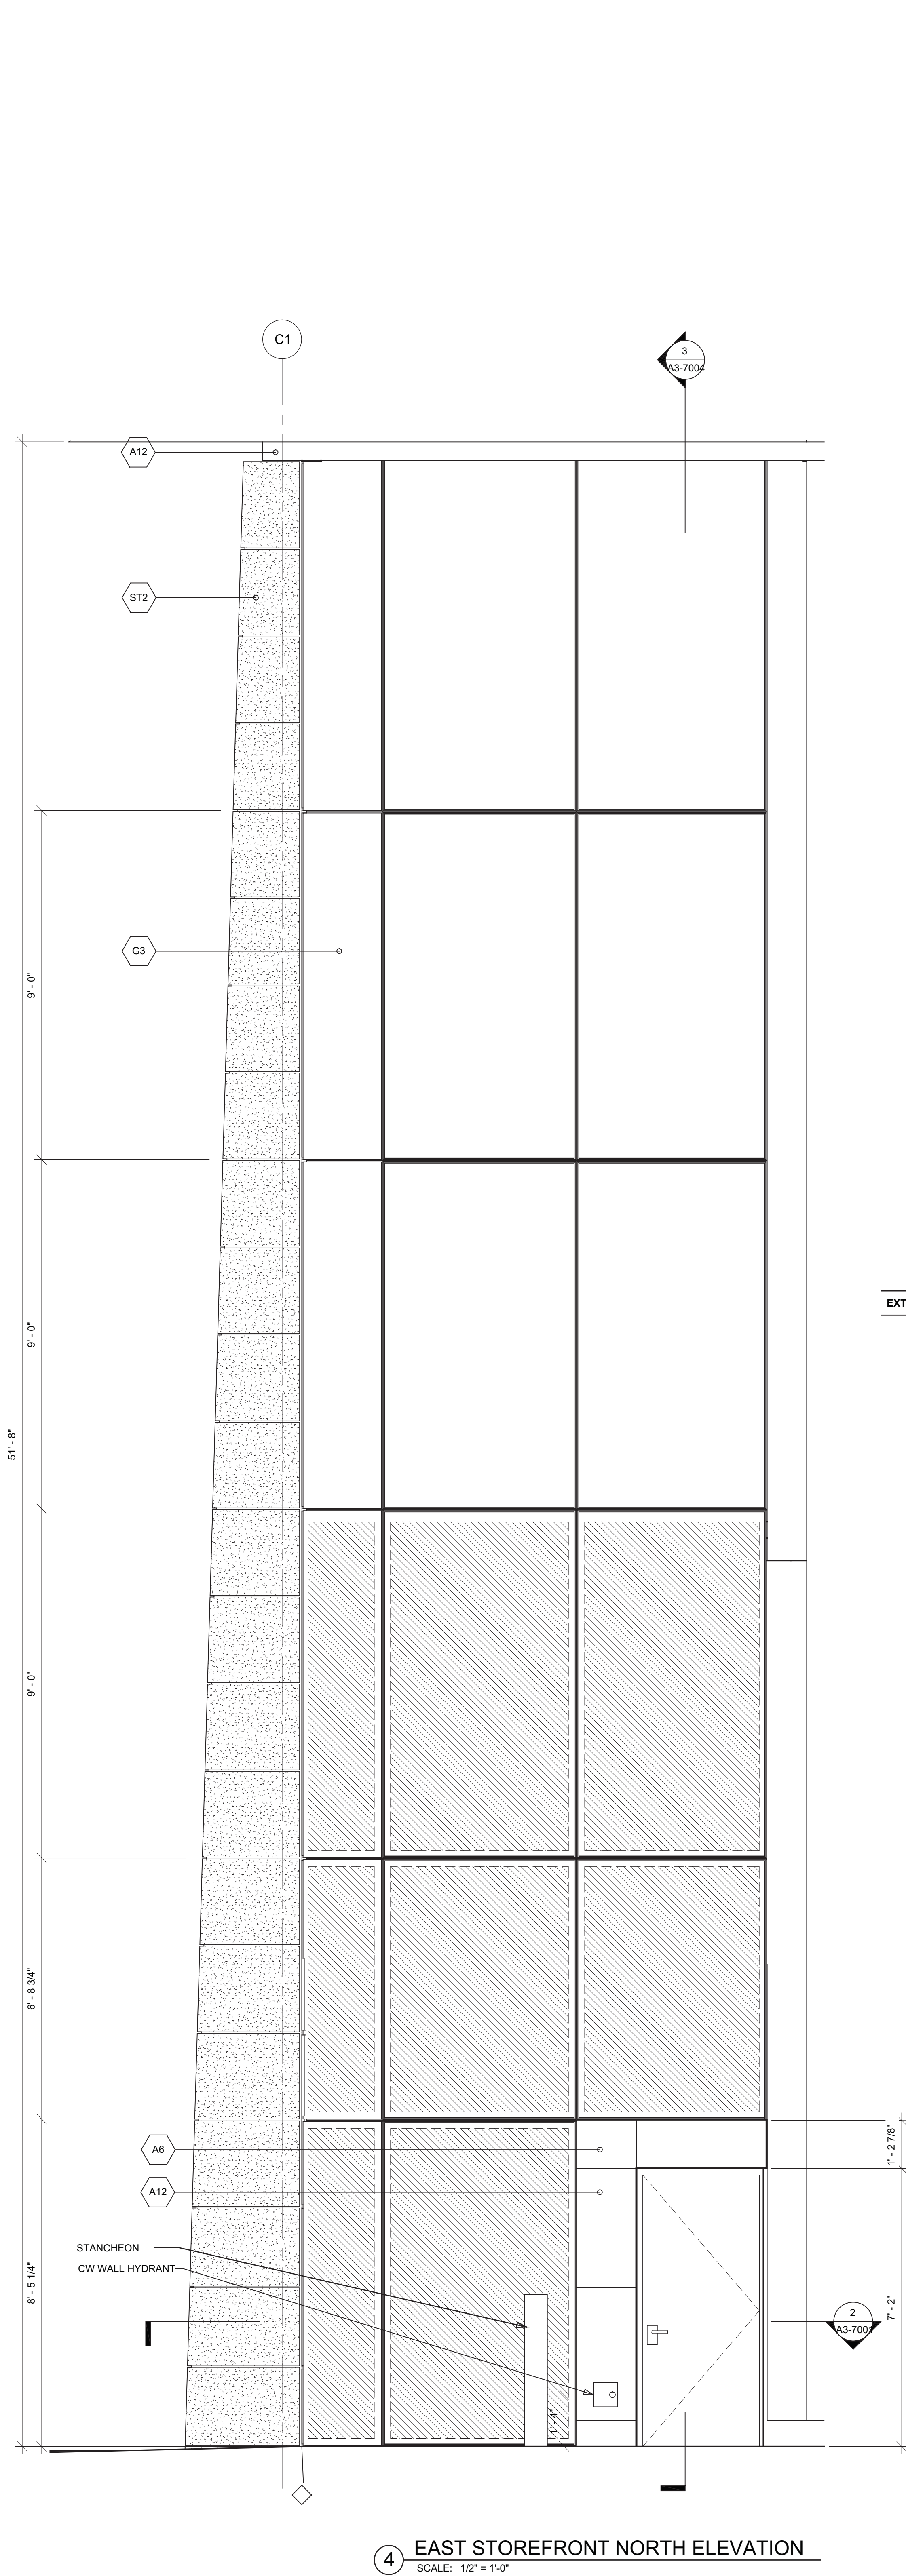 C1
3
A3-7004
A12
ST2
G3
9' - 0"
EXT
9' - 0"
51' - 8"
9' - 0"
6' - 8 3/4"
A6
1' - 2 7/8"
A12
STANCHEON
CW WALL HYDRANT
8' - 5 1/4"
7' - 2"
2
A3-7001
1' - 4"
4
EAST STOREFRONT NORTH ELEVATION
SCALE: 1/2" = 1'-0"